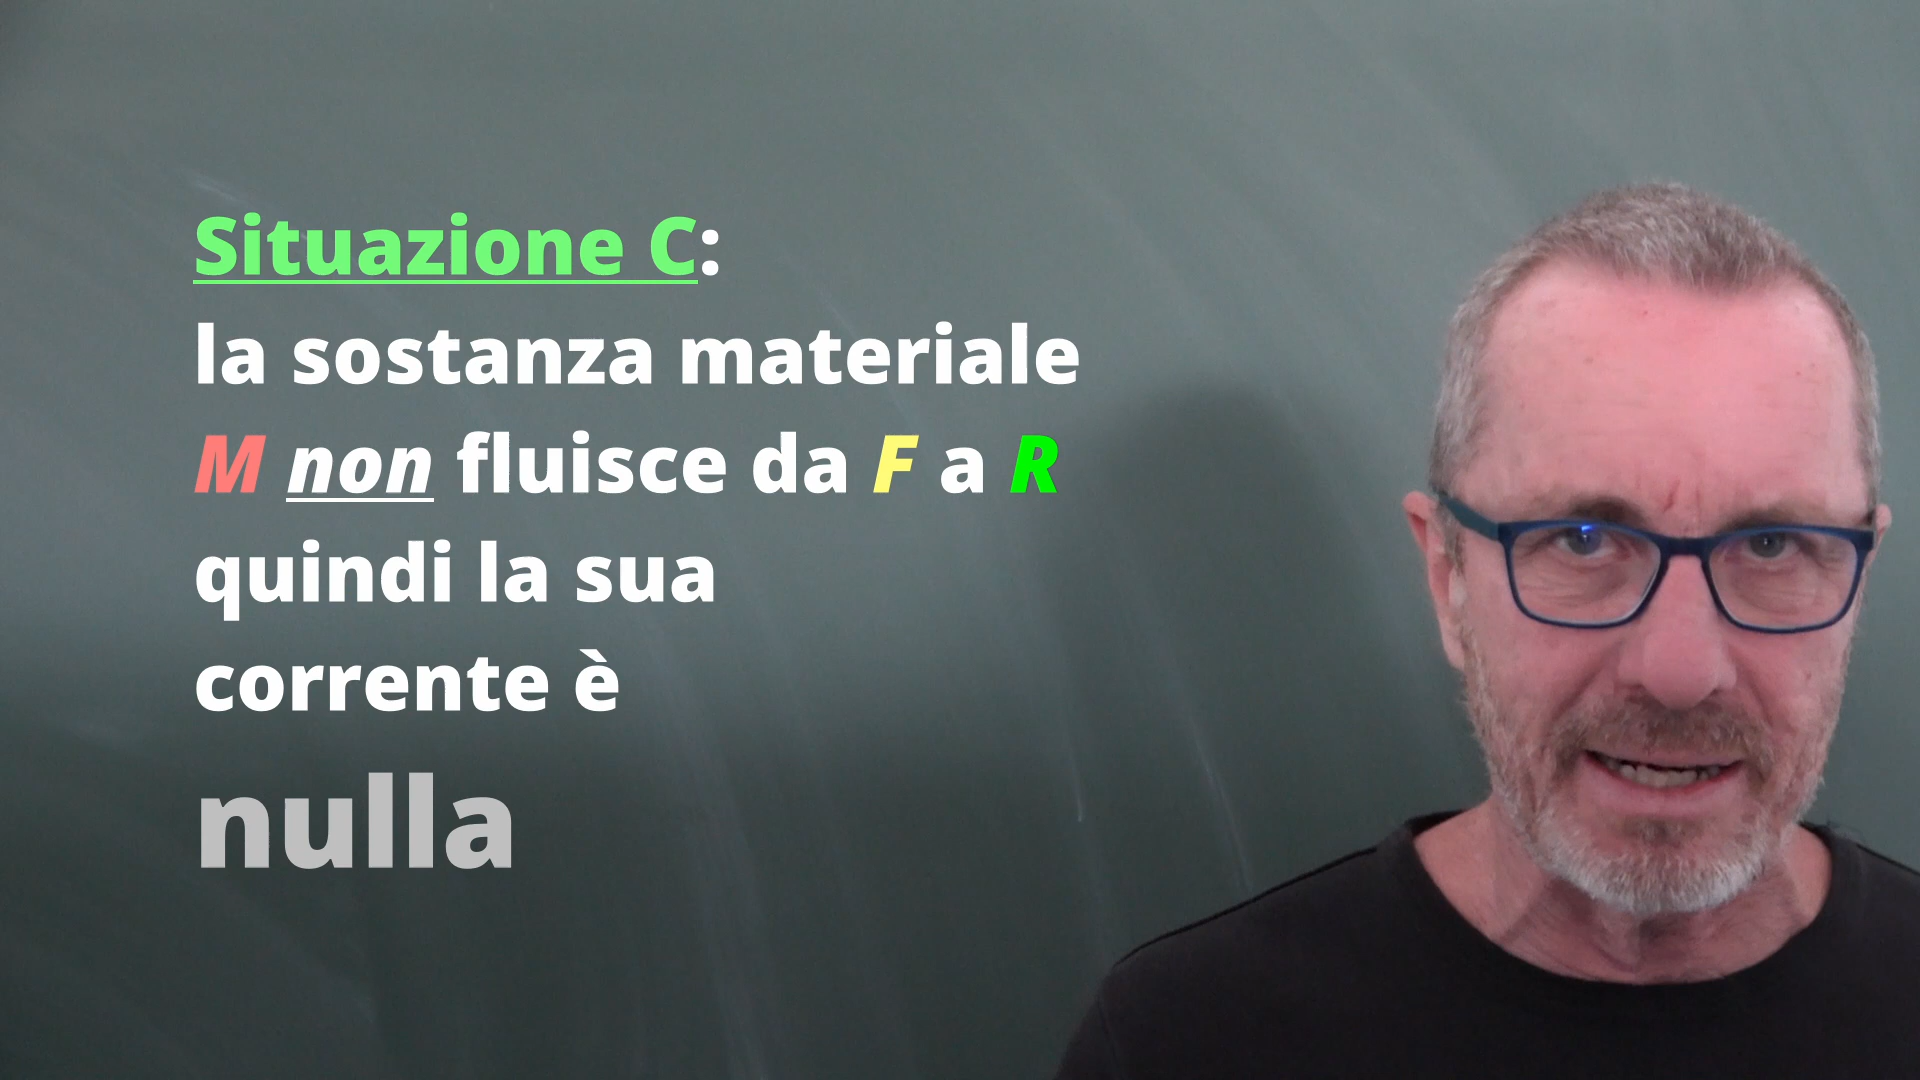 Situazione C:
la sostanza materiale
M non fluisce da F a R
quindi la sua
corrente è
nulla